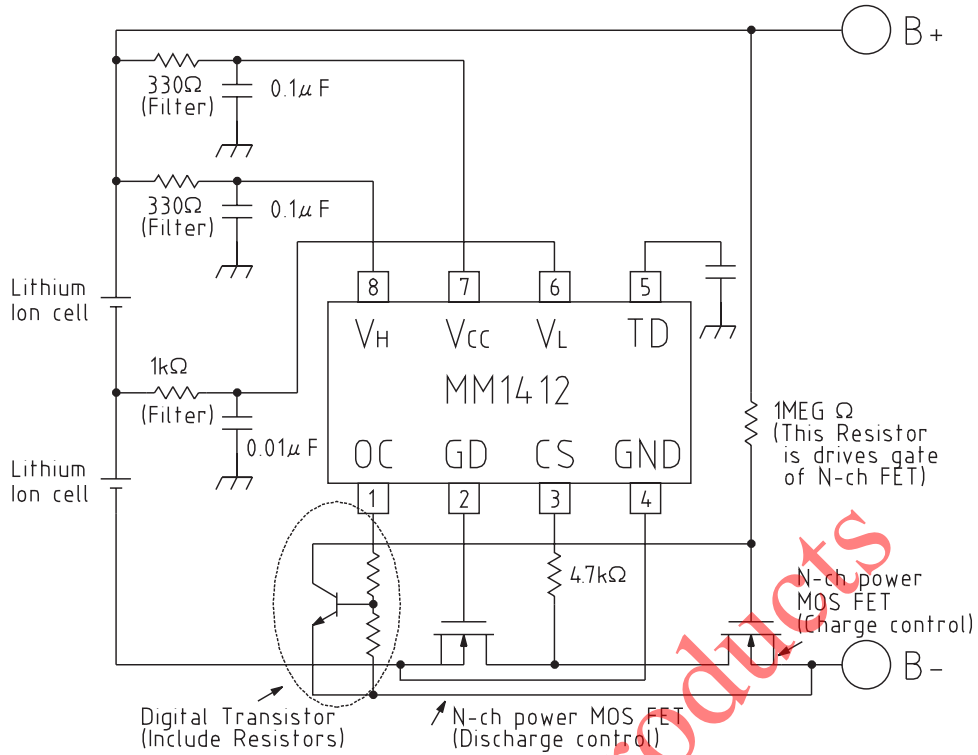 B+
330Ω
(Filter)
0.1μF
330Ω
(Filter)
0.1μF
Lithium
Ion cell
8
7
6
5
VH
VCC
VL
TD
MM1412
1kΩ
(Filter)
0.01μF
1MEG Ω
(This Resistor
is drives gate
of N-ch FET)
OC
GD
CS
GND
Lithium
Ion cell
1
2
3
4
4.7kΩ
N-ch power
MOS FET
(Charge control)
B-
Digital Transistor
(Include Resistors)
N-ch power MOS FET
(Discharge control)